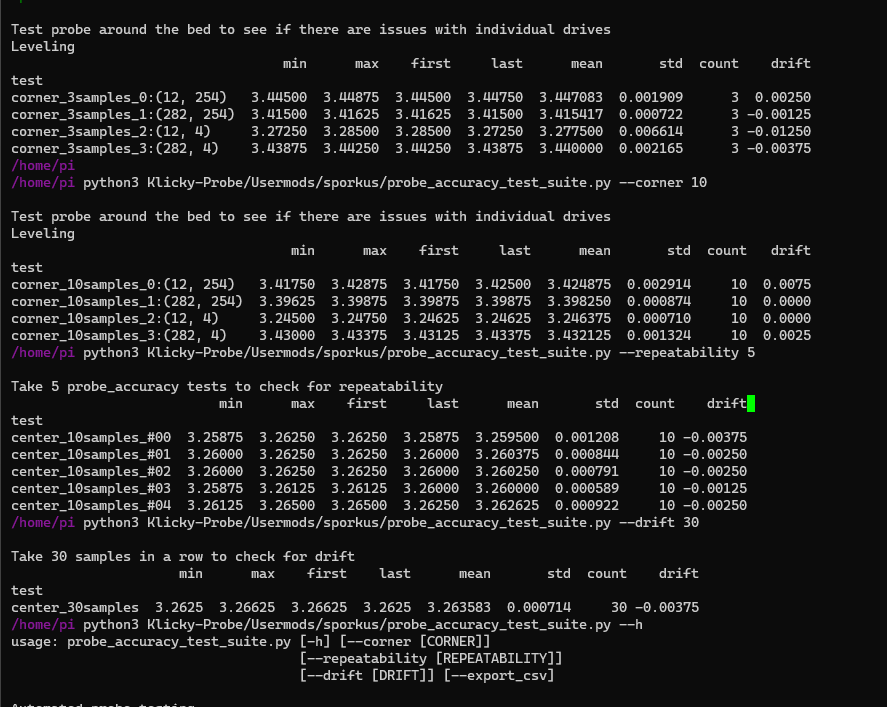 Test probe around the bed to see if there are issues with individual drives
Leveling
min max first last mean std count drift
test
corner_3samples_0:(12, 254) 3.44500 3.44875 3.44500 3.44750 3.447083 0.001909 3 0.00250
corner_3samples_1:(282, 254) 3.41500 3.41625 3.41625 3.41500 3.415417 0.000722 3 -0.00125
corner_3samples_2:(12, 4) 3.27250 3.28500 3.28500 3.27250 3.277500 0.006614 3 -0.01250
corner_3samples_3:(282, 4) 3.43875 3.44250 3.44250 3.43875 3.440000 0.002165 3 -0.00375
/home/pi
/home/pi python3 Klicky-Probe/Usermods/sporkus/probe_accuracy_test_suite.py --corner 10
Test probe around the bed to see if there are issues with individual drives
Leveling
min max first last mean std count drift
test
corner_10samples_0:(12, 254) 3.41750 3.42875 3.41750 3.42500 3.424875 0.002914 10 0.0075
corner_10samples_1:(282, 254) 3.39625 3.39875 3.39875 3.39875 3.398250 0.000874 10 0.0000
corner_10samples_2:(12, 4) 3.24500 3.24750 3.24625 3.24625 3.246375 0.000710 10 0.0000
corner_10samples_3:(282, 4) 3.43000 3.43375 3.43125 3.43375 3.432125 0.001324 10 0.0025
/home/pi python3 Klicky-Probe/Usermods/sporkus/probe_accuracy_test_suite.py --repeatability 5
Take 5 probe_accuracy tests to check for repeatability
min max first last mean std count drift
test
center_10samples_#00 3.25875 3.26250 3.26250 3.25875 3.259500 0.001208 10 -0.00375
center_10samples_#01 3.26000 3.26250 3.26250 3.26000 3.260375 0.000844 10 -0.00250
center_10samples_#02 3.26000 3.26250 3.26250 3.26000 3.260250 0.000791 10 -0.00250
center_10samples_#03 3.25875 3.26125 3.26125 3.26000 3.260000 0.000589 10 -0.00125
center_10samples_#04 3.26125 3.26500 3.26500 3.26250 3.262625 0.000922 10 -0.00250
/home/pi python3 Klicky-Probe/Usermods/sporkus/probe_accuracy_test_suite.py --drift 30
Take 30 samples in a row to check for drift
min max first last mean std count drift
test
center_30samples 3.2625 3.26625 3.26625 3.2625 3.263583 0.000714 30 -0.00375
/home/pi python3 Klicky-Probe/Usermods/sporkus/probe_accuracy_test_suite.py --h
usage: probe_accuracy_test_suite.py [-h] [--corner [CORNER]]
[--repeatability [REPEATABILITY]]
[--drift [DRIFT]] [--export_csv]
Automated probe testing